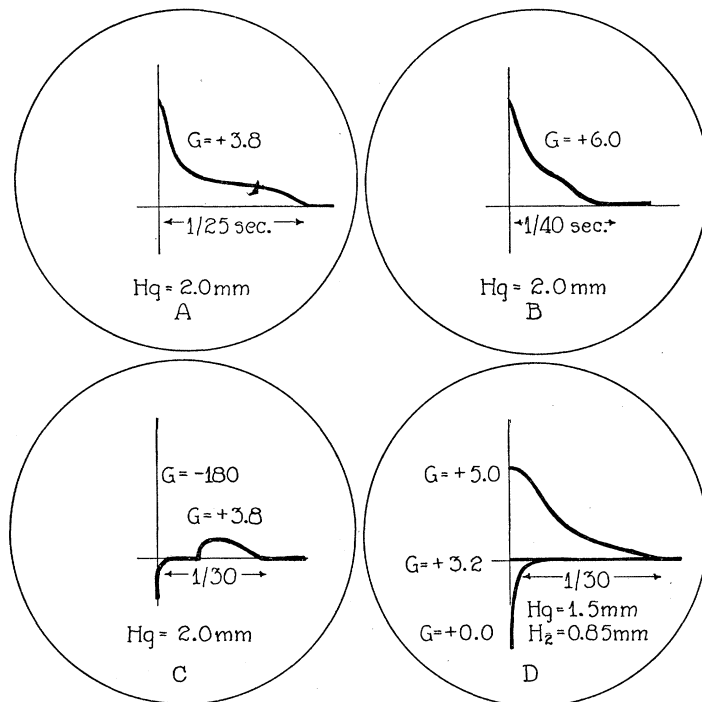 G=+3.8
1/25 sec.
Hg = 2.0mm
A
G= +6.0
1/40 sec.
Hg = 2.0mm
B
G= -180
G= +3.8
1/30
Hg = 2.0mm
C
G= +5.0
G= +3.2
1/30
Hg = 1.5mm
H2 = 0.85mm
G= +0.0
D